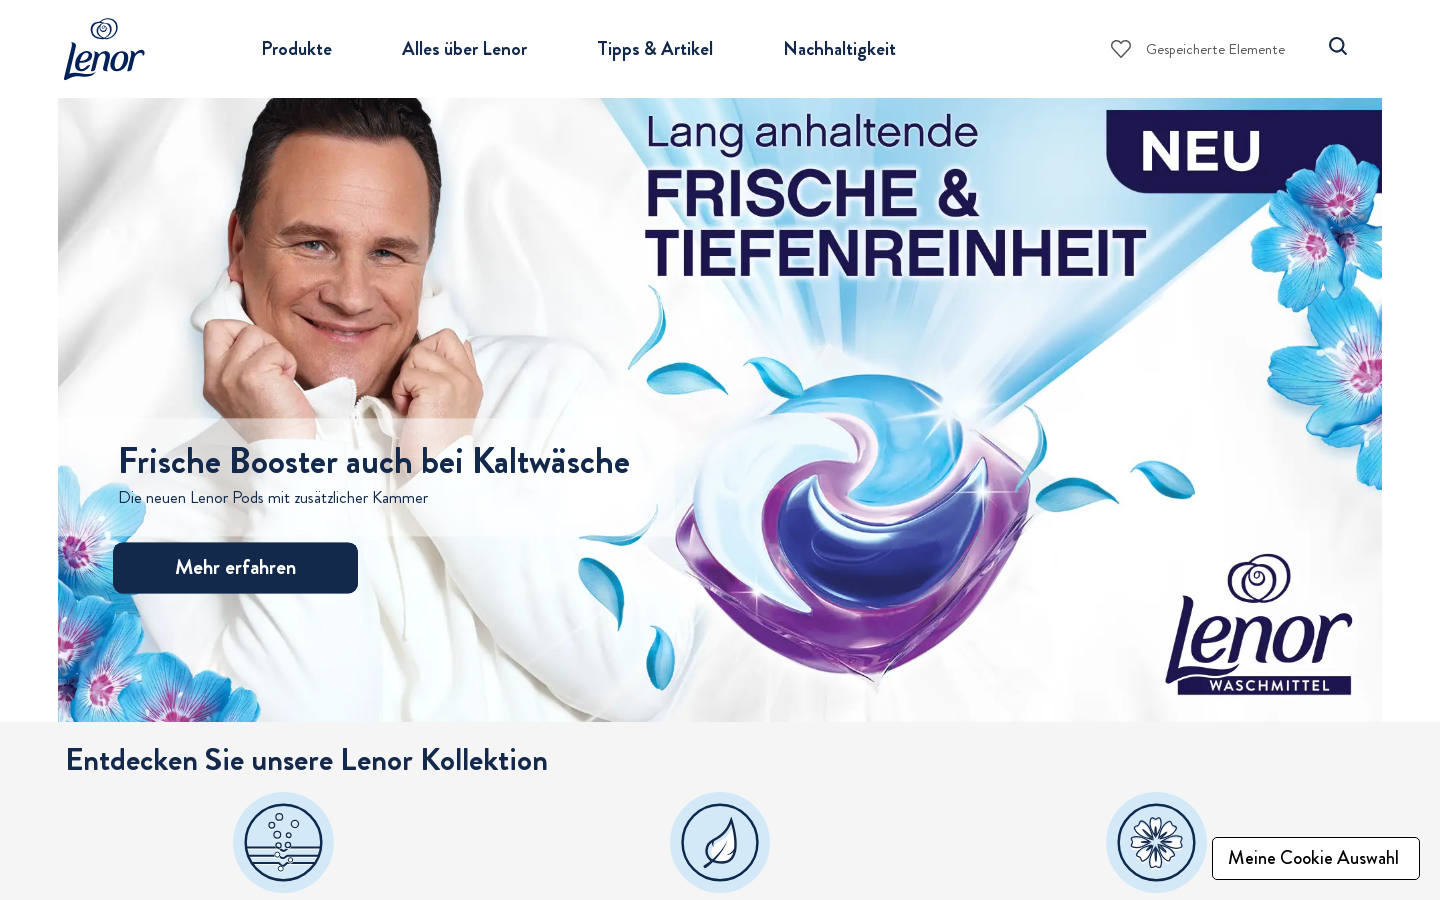 Lenor
Produkte
Alles über Lenor
Tipps & Artikel
Nachhaltigkeit
Gespeicherte Elemente
Lang anhaltende
FRISCHE &
TIEFENREINHEIT
NEU
Frische Booster auch bei Kaltwäsche
Die neuen Lenor Pods mit zusätzlicher Kammer
Mehr erfahren
Lenor
WASCHMITTEL
Entdecken Sie unsere Lenor Kollektion
Meine Cookie Auswahl